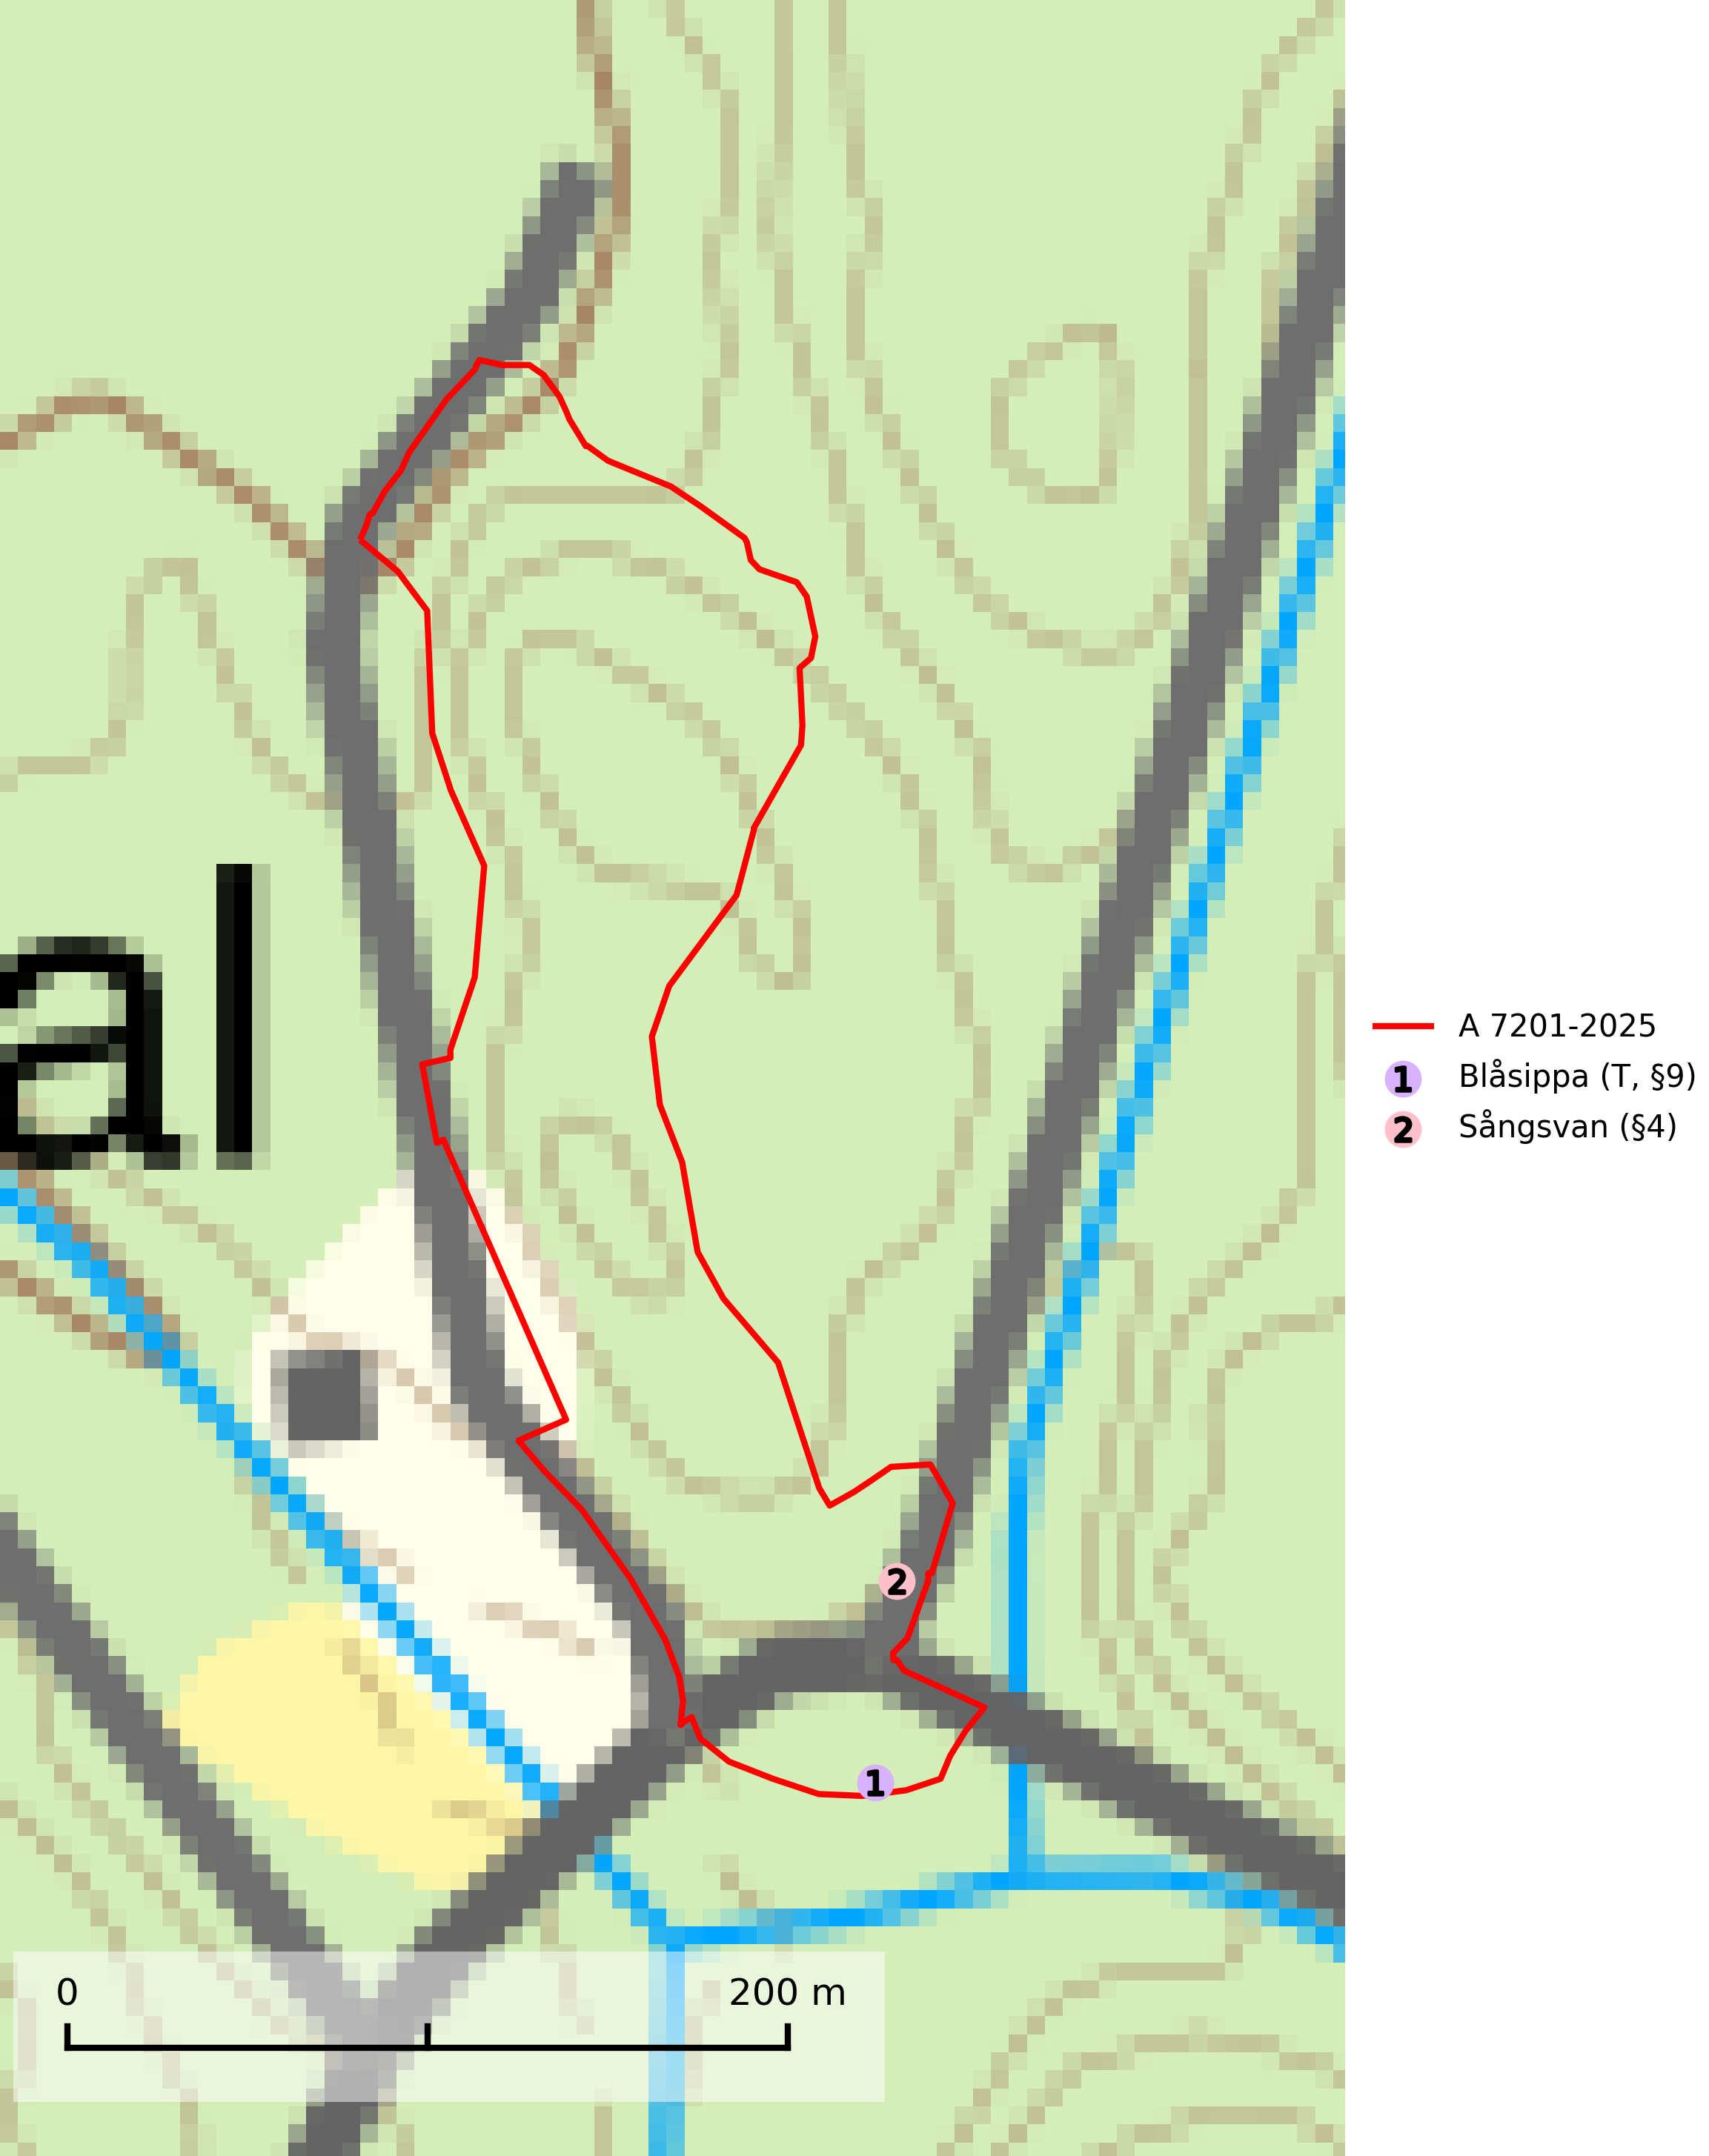 al
A 7201-2025
1 Blåsippa (T, §9)
2 Sångsvan (§4)
2
1
0 200 m